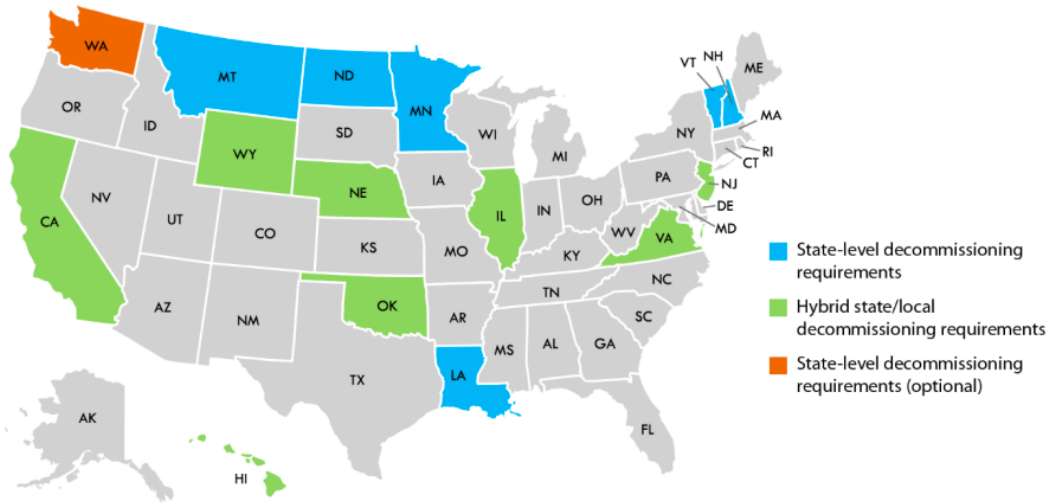 WA
MT
ND
MN
VT
NH
ME
OR
ID
SD
WI
MI
NY
MA
RI
CT
WY
IA
PA
NJ
NE
IL
IN
OH
DE
MD
CA
NV
UT
CO
KS
MO
WV
VA
KY
NC
TN
AZ
NM
OK
AR
SC
MS
AL
GA
TX
LA
FL
AK
HI
State-level decommissioning
requirements
Hybrid state/local
decommissioning requirements
State-level decommissioning
requirements (optional)